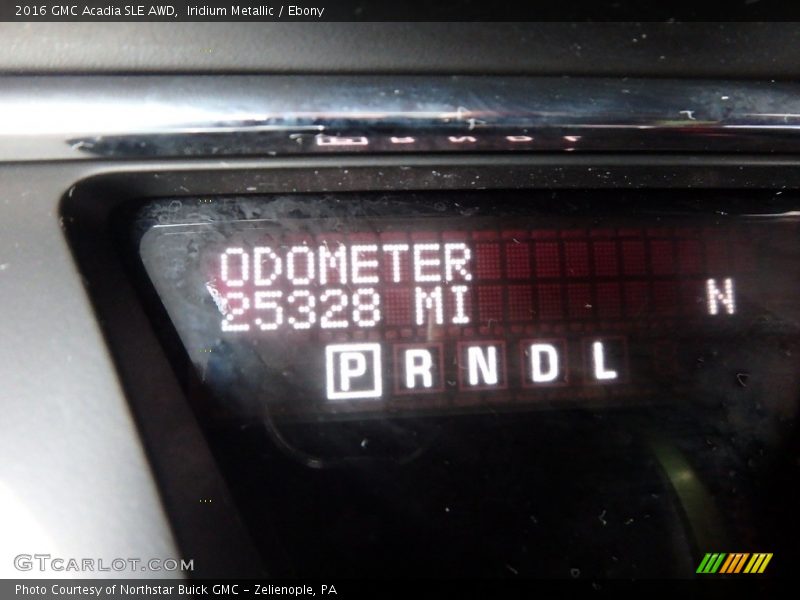 2016 GMC Acadia SLE AWD,  Iridium Metallic / Ebony
ODOMETER
25328 MI N
P R N D L
GTCARLOT.COM
Photo Courtesy of Northstar Buick GMC - Zelienople, PA